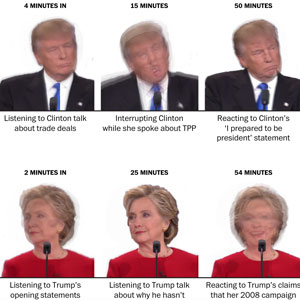 4 MINUTES IN
15 MINUTES
50 MINUTES
Listening to Clinton talk
about trade deals
Interrupting Clinton
while she spoke about TPP
Reacting to Clinton's
'I prepared to be
president' statement
2 MINUTES IN
25 MINUTES
54 MINUTES
Listening to Trump's
opening statements
Listening to Trump talk
about why he hasn't
Reacting to Trump's claims
that her 2008 campaign